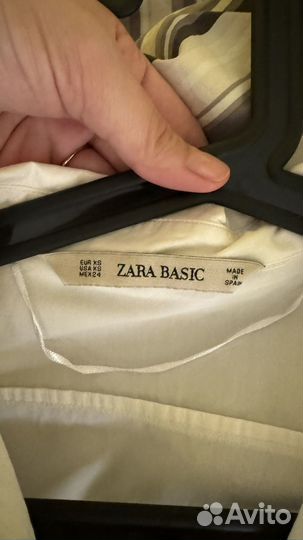 EUR XS
USA XS
MEX 24
ZARA BASIC
MADE
IN
SPAIN
Avito